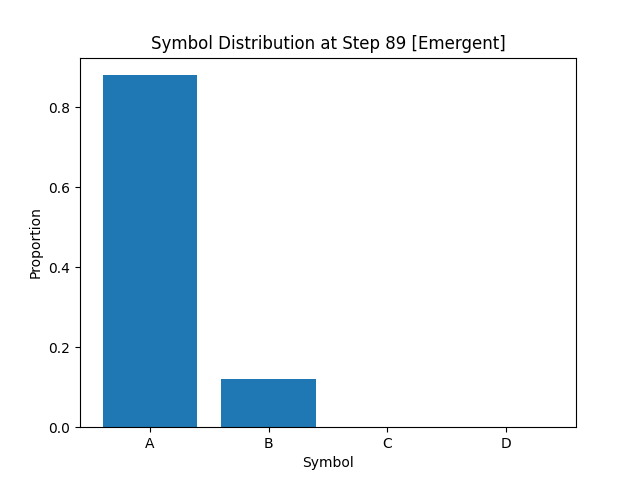 Symbol Distribution at Step 89 [Emergent]
Proportion
0.8
0.6
0.4
0.2
0.0
A B C D
Symbol